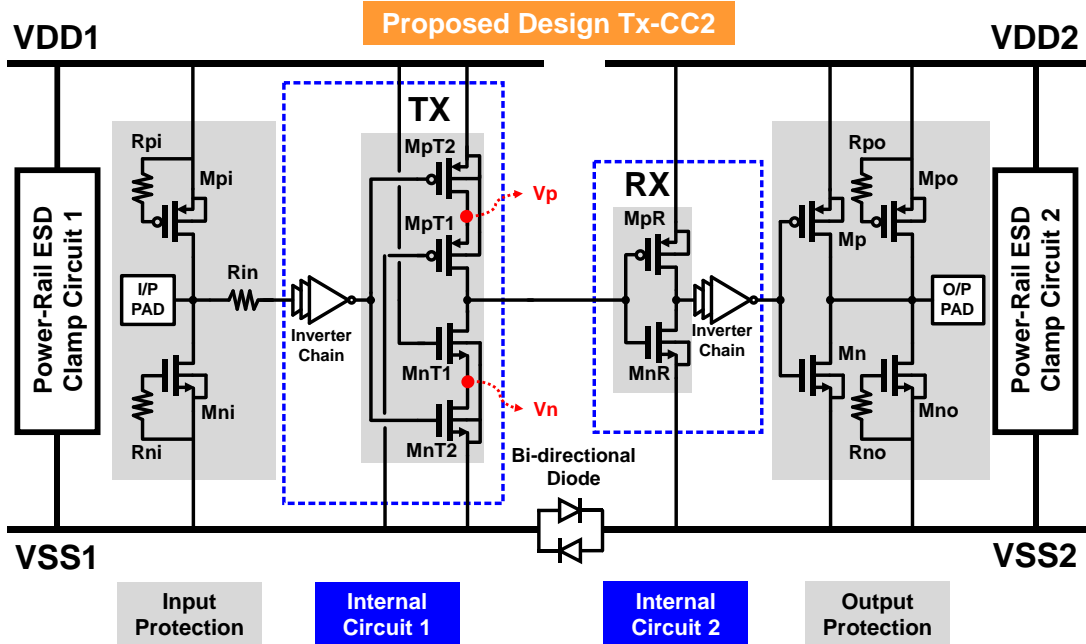 Proposed Design Tx-CC2
VDD1
VDD2
TX
RX
Rpi
Mpi
MpT2
Vp
MpT1
MpR
Rpo
Mpo
Mp
Power-Rail ESD
Clamp Circuit 1
I/P
PAD
Rin
Inverter
Chain
Inverter
Chain
O/P
PAD
Power-Rail ESD
Clamp Circuit 2
MnT1
MnR
Mn
Mni
Vn
Mno
Rni
MnT2
Rno
Bi-directional
Diode
VSS1
VSS2
Input
Protection
Internal
Circuit 1
Internal
Circuit 2
Output
Protection